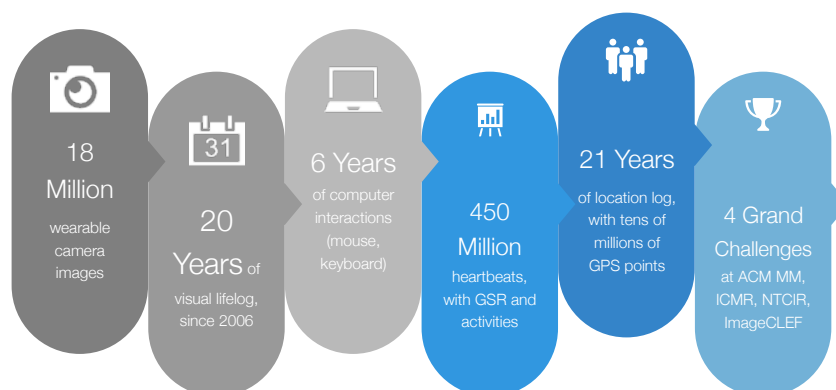 18
Million
wearable
camera
images
31
20
Years of
visual lifelog,
since 2006
6 Years
of computer
interactions
(mouse,
keyboard)
450
Million
heartbeats,
with GSR and
activities
21 Years
of location log,
with tens of
millions of
GPS points
4 Grand
Challenges
at ACM MM,
ICMR, NTCIR,
ImageCLEF